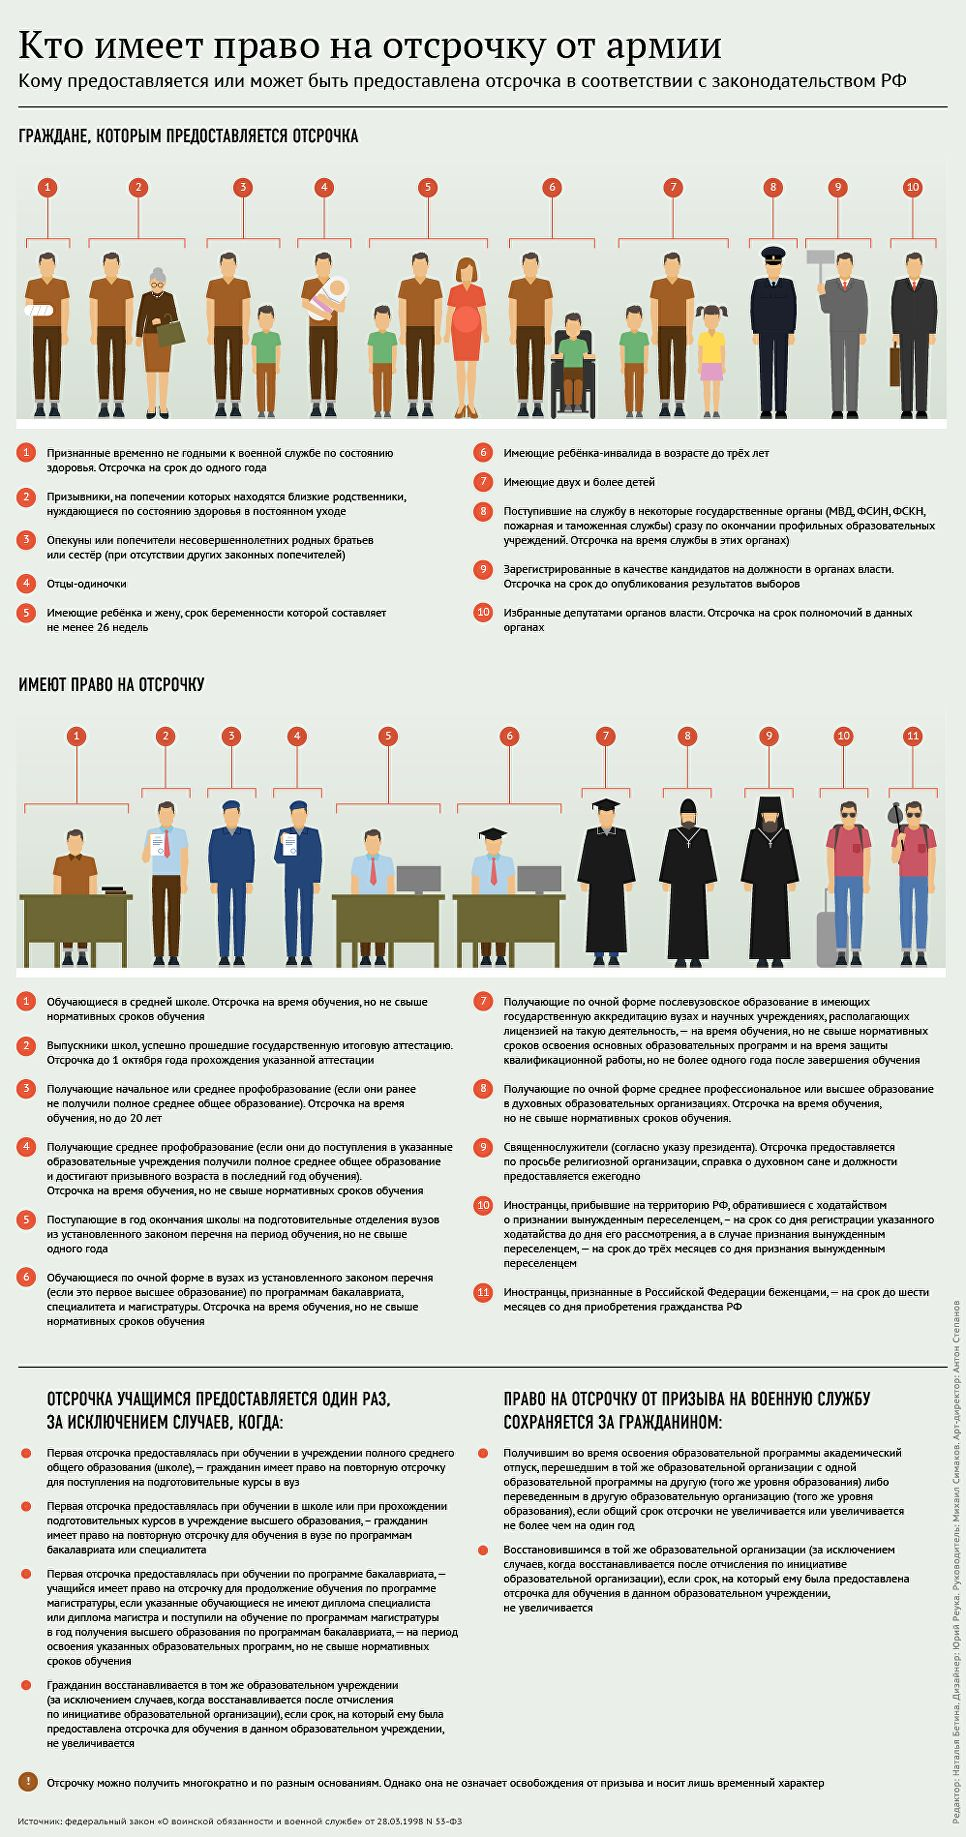 Кто имеет право на отсрочку от армии
Кому предоставляется или может быть предоставлена отсрочка в соответствии с законодательством РФ
ГРАЖДАНЕ, КОТОРЫМ ПРЕДОСТАВЛЯЕТСЯ ОТСРОЧКА
1 2 3 4 5 6 7 8 9 10
1 Признанные временно не годными к военной службе по состоянию
здоровья. Отсрочка на срок до одного года
2 Призывники, на попечении которых находятся близкие родственники,
нуждающиеся по состоянию здоровья в постоянном уходе
3 Опекуны или попечители несовершеннолетних родных братьев
или сестёр (при отсутствии других законных попечителей)
4 Отцы-одиночки
5 Имеющие ребёнка и жену, срок беременности которой составляет
не менее 26 недель
6 Имеющие ребёнка-инвалида в возрасте до трёх лет
7 Имеющие двух и более детей
8 Поступившие на службу в некоторые государственные органы (МВД, ФСИН, ФСКН,
пожарная и таможенная службы) сразу по окончании профильных образовательных
учреждений. Отсрочка на время службы в этих органах)
9 Зарегистрированные в качестве кандидатов на должности в органах власти.
Отсрочка на срок до опубликования результатов выборов
10 Избранные депутатами органов власти. Отсрочка на срок полномочий в данных
органах
ИМЕЮТ ПРАВО НА ОТСРОЧКУ
1 2 3 4 5 6 7 8 9 10 11
1 Обучающиеся в средней школе. Отсрочка на время обучения, но не свыше
нормативных сроков обучения
2 Выпускники школ, успешно прошедшие государственную итоговую аттестацию.
Отсрочка до 1 октября года прохождения указанной аттестации
3 Получающие начальное или среднее профобразование (если они ранее
не получили полное среднее общее образование). Отсрочка на время
обучения, но до 20 лет
4 Получающие среднее профобразование (если они до поступления в указанные
образовательные учреждения получили полное среднее общее образование
и достигают призывного возраста в последний год обучения).
Отсрочка на время обучения, но не свыше нормативных сроков обучения
5 Поступающие в год окончания школы на подготовительные отделения вузов
из установленного законом перечня на период обучения, но не свыше
одного года
6 Обучающиеся по очной форме в вузах из установленного законом перечня
(если это первое высшее образование) по программам бакалавриата,
специалитета и магистратуры. Отсрочка на время обучения, но не свыше
нормативных сроков обучения
7 Получающие по очной форме послевузовское образование в имеющих
государственную аккредитацию вузах и научных учреждениях, располагающих
лицензией на такую деятельность, — на время обучения, но не свыше нормативных
сроков освоения основных образовательных программ и на время защиты
квалификационной работы, но не более одного года после завершения обучения
8 Получающие по очной форме среднее профессиональное или высшее образование
в духовных образовательных организациях. Отсрочка на время обучения,
но не свыше нормативных сроков обучения.
9 Священнослужители (согласно указу президента). Отсрочка предоставляется
по просьбе религиозной организации, справка о духовном сане и должности
предоставляется ежегодно
10 Иностранцы, прибывшие на территорию РФ, обратившиеся с ходатайством
о признании вынужденным переселенцем, – на срок со дня регистрации указанного
ходатайства до дня его рассмотрения, а в случае признания вынужденным
переселенцем, — на срок до трёх месяцев со дня признания вынужденным
переселенцем
11 Иностранцы, признанные в Российской Федерации беженцами, — на срок до шести
месяцев со дня приобретения гражданства РФ
ОТСРОЧКА УЧАЩИМСЯ ПРЕДОСТАВЛЯЕТСЯ ОДИН РАЗ,
ЗА ИСКЛЮЧЕНИЕМ СЛУЧАЕВ, КОГДА:
Первая отсрочка предоставлялась при обучении в учреждении полного среднего
общего образования (школе), — гражданин имеет право на повторную отсрочку
для поступления на подготовительные курсы в вуз
Первая отсрочка предоставлялась при обучении в школе или при прохождении
подготовительных курсов в учреждение высшего образования, – гражданин
имеет право на повторную отсрочку для обучения в вузе по программам
бакалавриата или специалитета
Первая отсрочка предоставлялась при обучении по программе бакалавриата, —
учащийся имеет право на отсрочку для продолжение обучения по программе
магистратуры, если указанные обучающиеся не имеют диплома специалиста
или диплома магистра и поступили на обучение по программам магистратуры
в год получения высшего образования по программам бакалавриата, — на период
освоения указанных образовательных программ, но не свыше нормативных
сроков обучения
Гражданин восстанавливается в том же образовательном учреждении
(за исключением случаев, когда восстанавливается после отчисления
по инициативе образовательной организации), если срок, на который ему была
предоставлена отсрочка для обучения в данном образовательном учреждении,
не увеличивается
ПРАВО НА ОТСРОЧКУ ОТ ПРИЗЫВА НА ВОЕННУЮ СЛУЖБУ
СОХРАНЯЕТСЯ ЗА ГРАЖДАНИНОМ:
Получившим во время освоения образовательной программы академический
отпуск, перешедшим в той же образовательной организации с одной
образовательной программы на другую (того же уровня образования) либо
переведенным в другую образовательную организацию (того же уровня
образования), если общий срок отсрочки не увеличивается или увеличивается
не более чем на один год
Восстановившимся в той же образовательной организации (за исключением
случаев, когда восстанавливается после отчисления по инициативе
образовательной организации), если срок, на который ему была предоставлена
отсрочка для обучения в данном образовательном учреждении,
не увеличивается
! Отсрочку можно получить многократно и по разным основаниям. Однако она не означает освобождения от призыва и носит лишь временный характер
Источник: федеральный закон «О воинской обязанности и военной службе» от 28.03.1998 N 53-ФЗ
Редактор: Наталья Бетина. Дизайнер: Юрий Реука. Руководитель: Михаил Симаков. Арт-директор: Антон Степанов